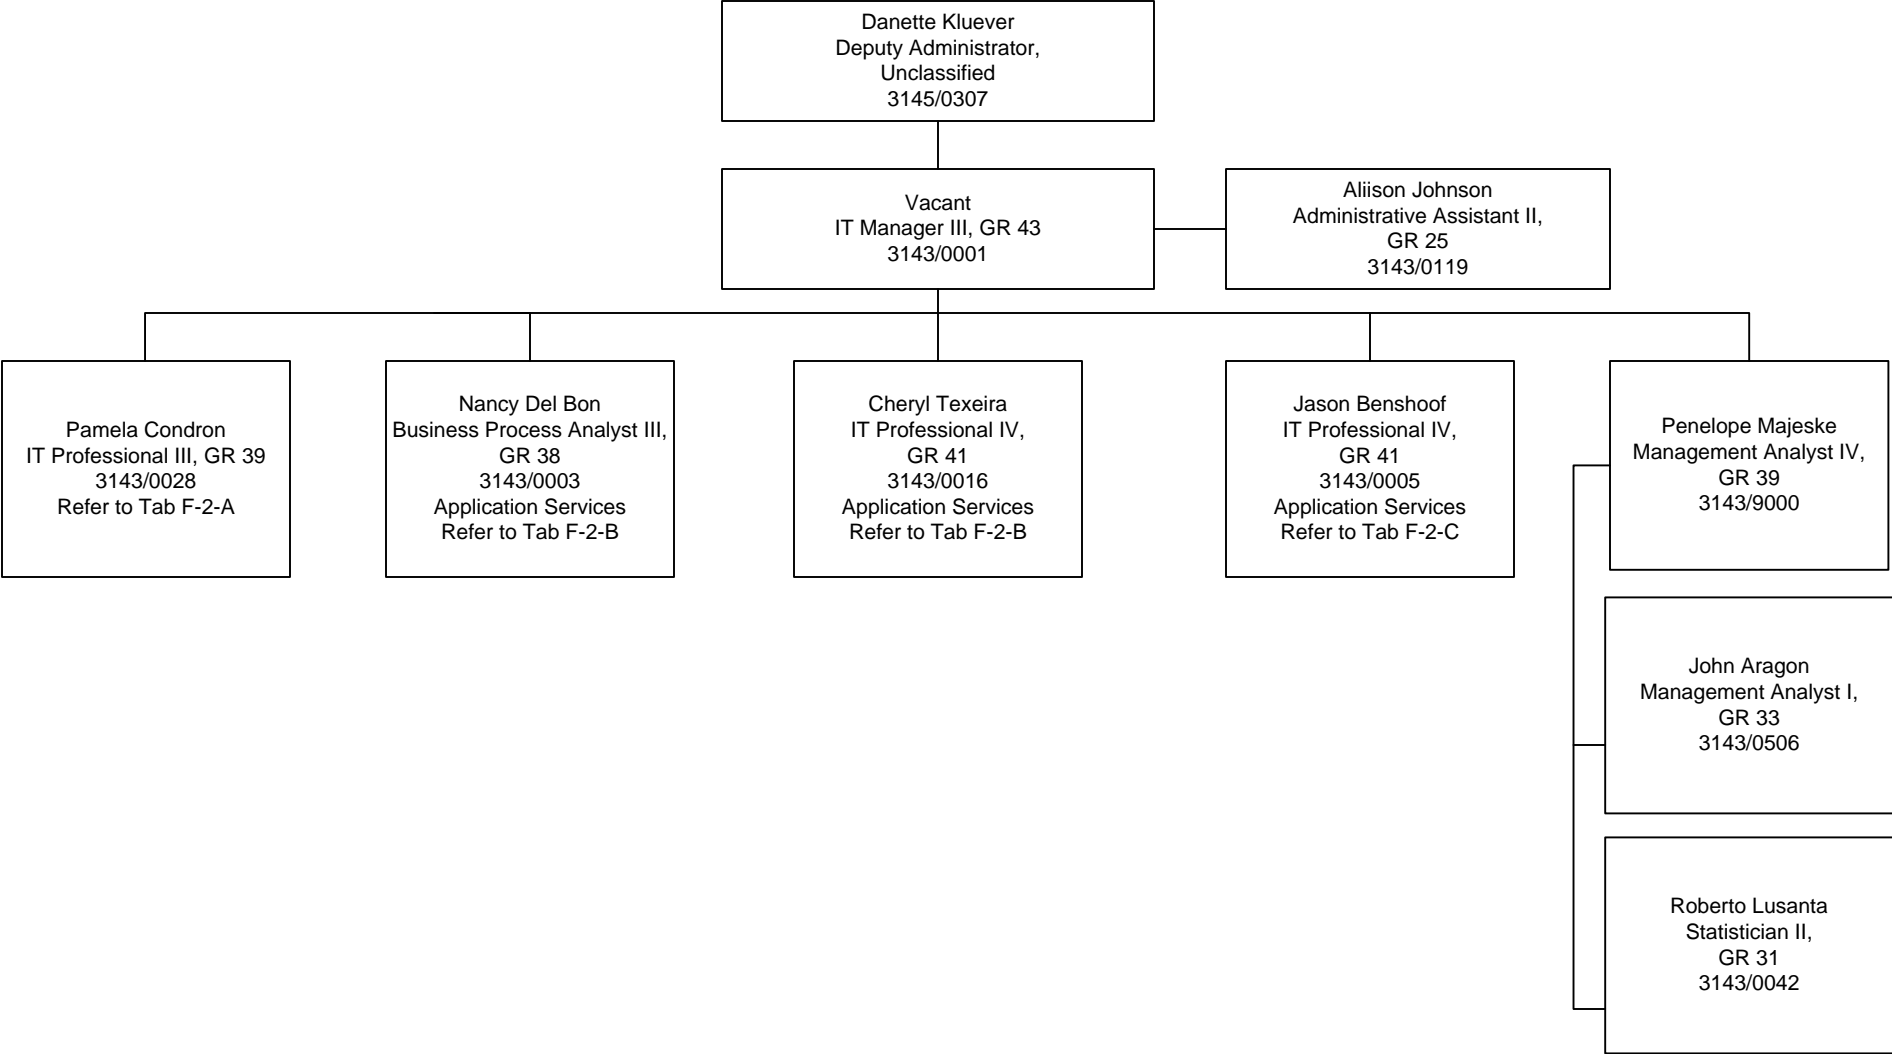 Danette Kluever
Deputy Administrator,
Unclassified
3145/0307
Vacant
IT Manager III, GR 43
3143/0001
Aliison Johnson
Administrative Assistant II,
GR 25
3143/0119
Pamela Condron
IT Professional III, GR 39
3143/0028
Refer to Tab F-2-A
Nancy Del Bon
Business Process Analyst III,
GR 38
3143/0003
Application Services
Refer to Tab F-2-B
Cheryl Texeira
IT Professional IV,
GR 41
3143/0016
Application Services
Refer to Tab F-2-B
Jason Benshoof
IT Professional IV,
GR 41
3143/0005
Application Services
Refer to Tab F-2-C
Penelope Majeske
Management Analyst IV,
GR 39
3143/9000
John Aragon
Management Analyst I,
GR 33
3143/0506
Roberto Lusanta
Statistician II,
GR 31
3143/0042